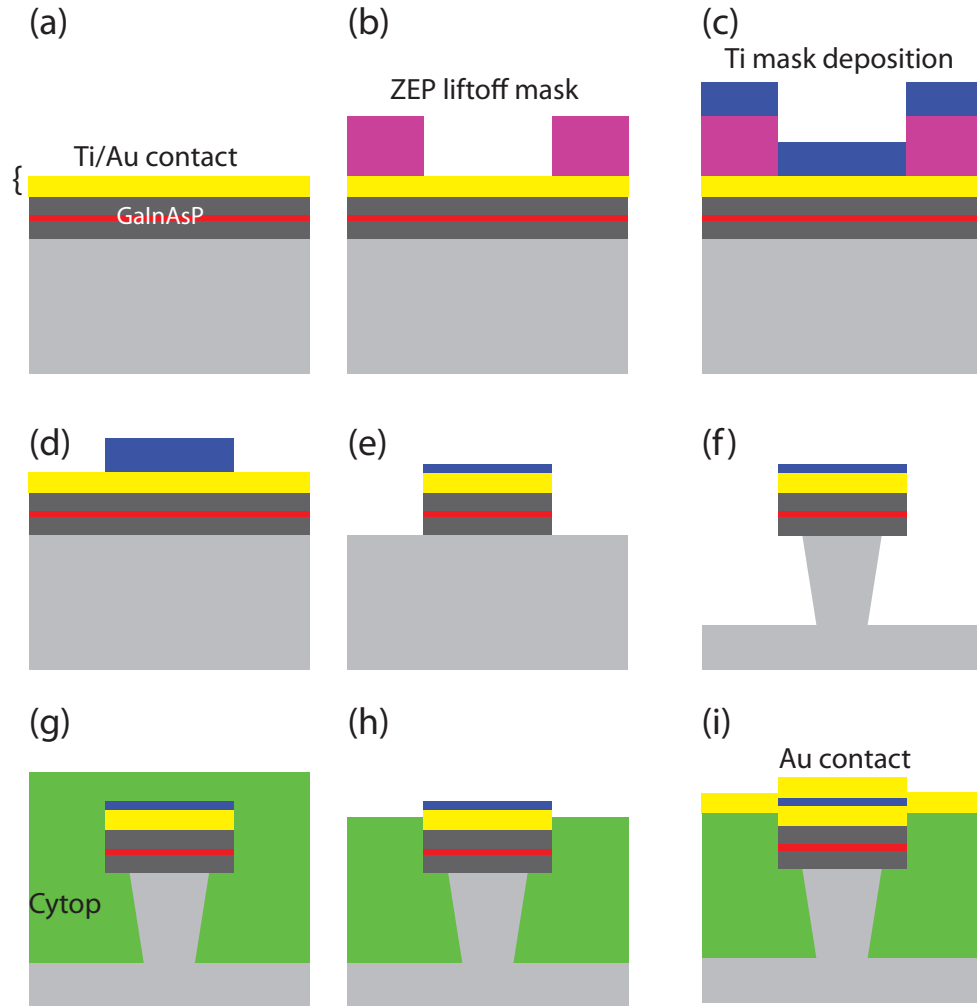 (a)
(b)
(c)
ZEP liftoff mask
Ti mask deposition
Ti/Au contact
{
GaInAsP
(d)
(e)
(f)
(g)
(h)
(i)
Au contact
Cytop